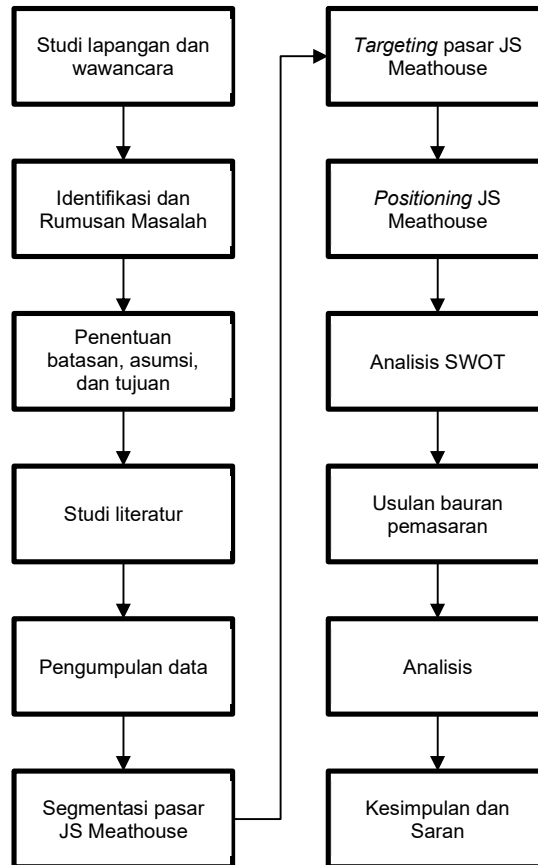 Studi lapangan dan
wawancara
Identifikasi dan
Rumusan Masalah
Penentuan
batasan, asumsi,
dan tujuan
Studi literatur
Pengumpulan data
Segmentasi pasar
JS Meathouse
Targeting pasar JS
Meathouse
Positioning JS
Meathouse
Analisis SWOT
Usulan bauran
pemasaran
Analisis
Kesimpulan dan
Saran